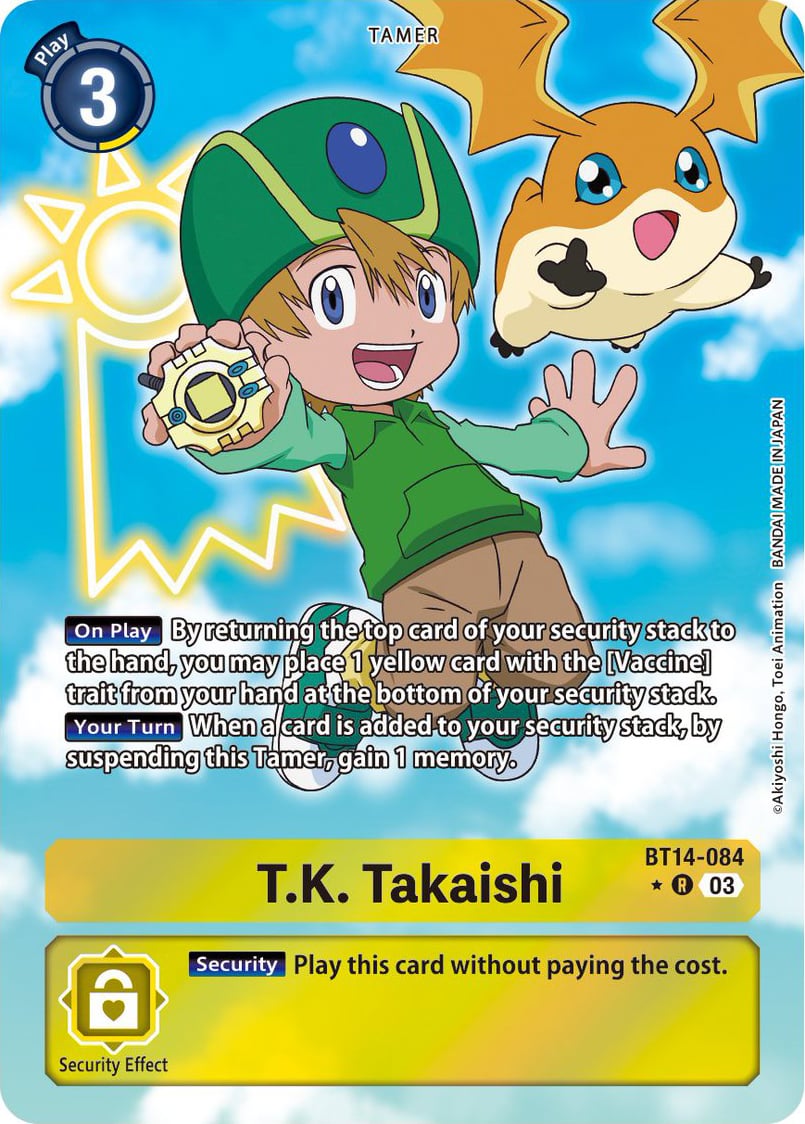 TAMER
Play
3
On Play By returning the top card of your security stack to
the hand, you may place 1 yellow card with the [Vaccine]
trait from your hand at the bottom of your security stack.
Your Turn When a card is added to your security stack, by
suspending this Tamer, gain 1 memory.
©Akiyoshi Hongo, Toei Animation BANDAI MADE IN JAPAN
BT14-084
T.K. Takaishi
★ R 03
Security Play this card without paying the cost.
Security Effect